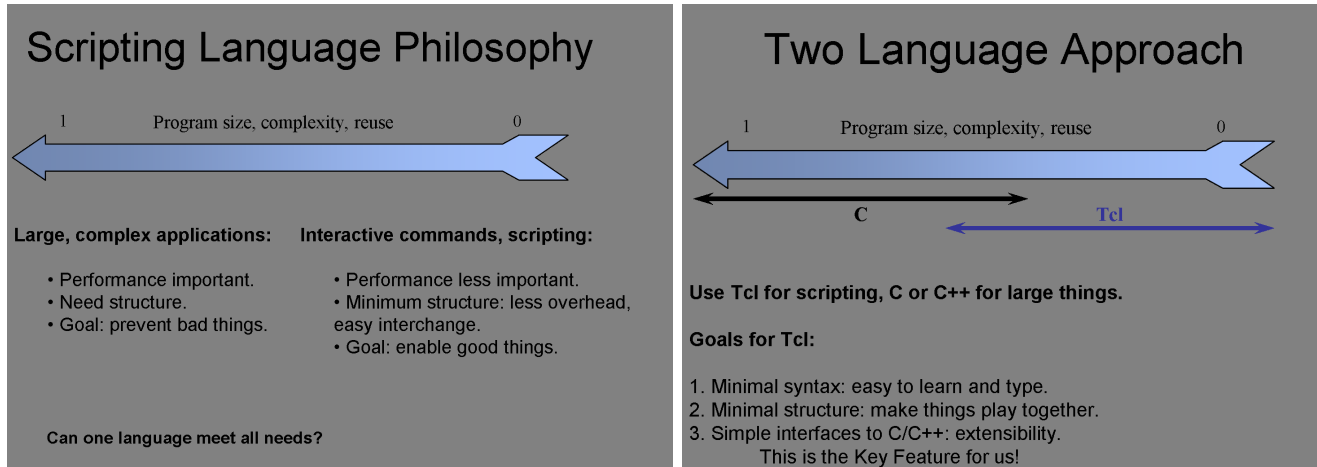 Scripting Language Philosophy
1 Program size, complexity, reuse 0
Large, complex applications:
• Performance important.
• Need structure.
• Goal: prevent bad things.
Interactive commands, scripting:
• Performance less important.
• Minimum structure: less overhead,
easy interchange.
• Goal: enable good things.
Can one language meet all needs?
Two Language Approach
1 Program size, complexity, reuse 0
C
Tcl
Use Tcl for scripting, C or C++ for large things.
Goals for Tcl:
1. Minimal syntax: easy to learn and type.
2. Minimal structure: make things play together.
3. Simple interfaces to C/C++: extensibility.
This is the Key Feature for us!